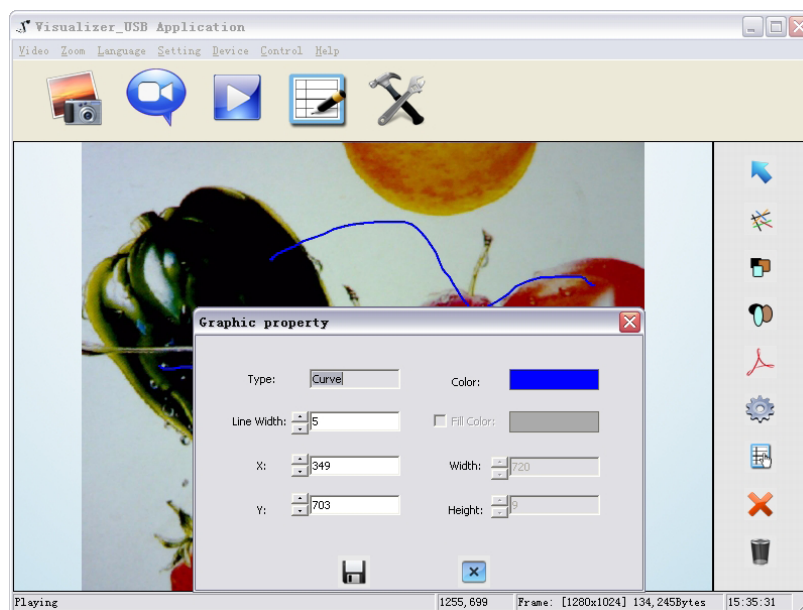 Visualizer_USB Application
Video Zoom Language Setting Device Control Help
Graphic property
Type: Curve Color:
Line Width: 5 Fill Color:
X: 349 Width: 720
Y: 703 Height: 9
Playing 1255,699 Frame: [1280x1024] 134,245Bytes 15:35:31